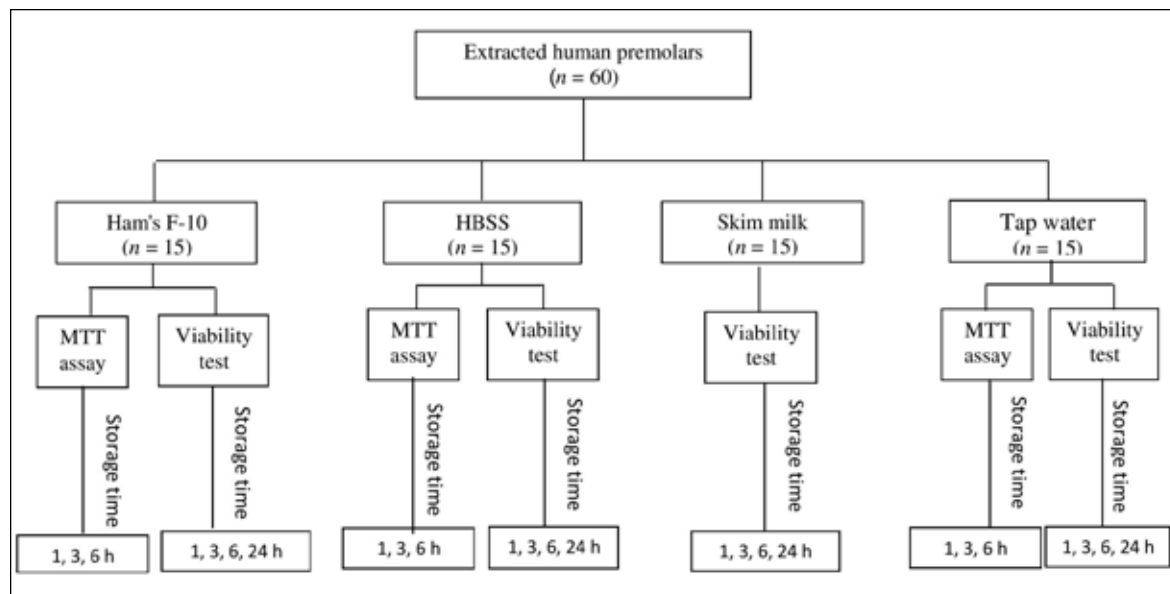 Extracted human premolars
(n = 60)
Ham's F-10
(n = 15)
HBSS
(n = 15)
Skim milk
(n = 15)
Tap water
(n = 15)
MTT
assay
Viability
test
MTT
assay
Viability
test
Viability
test
MTT
assay
Viability
test
Storage time
Storage time
Storage time
Storage time
Storage time
Storage time
Storage time
1, 3, 6 h
1, 3, 6, 24 h
1, 3, 6 h
1, 3, 6, 24 h
1, 3, 6, 24 h
1, 3, 6 h
1, 3, 6, 24 h